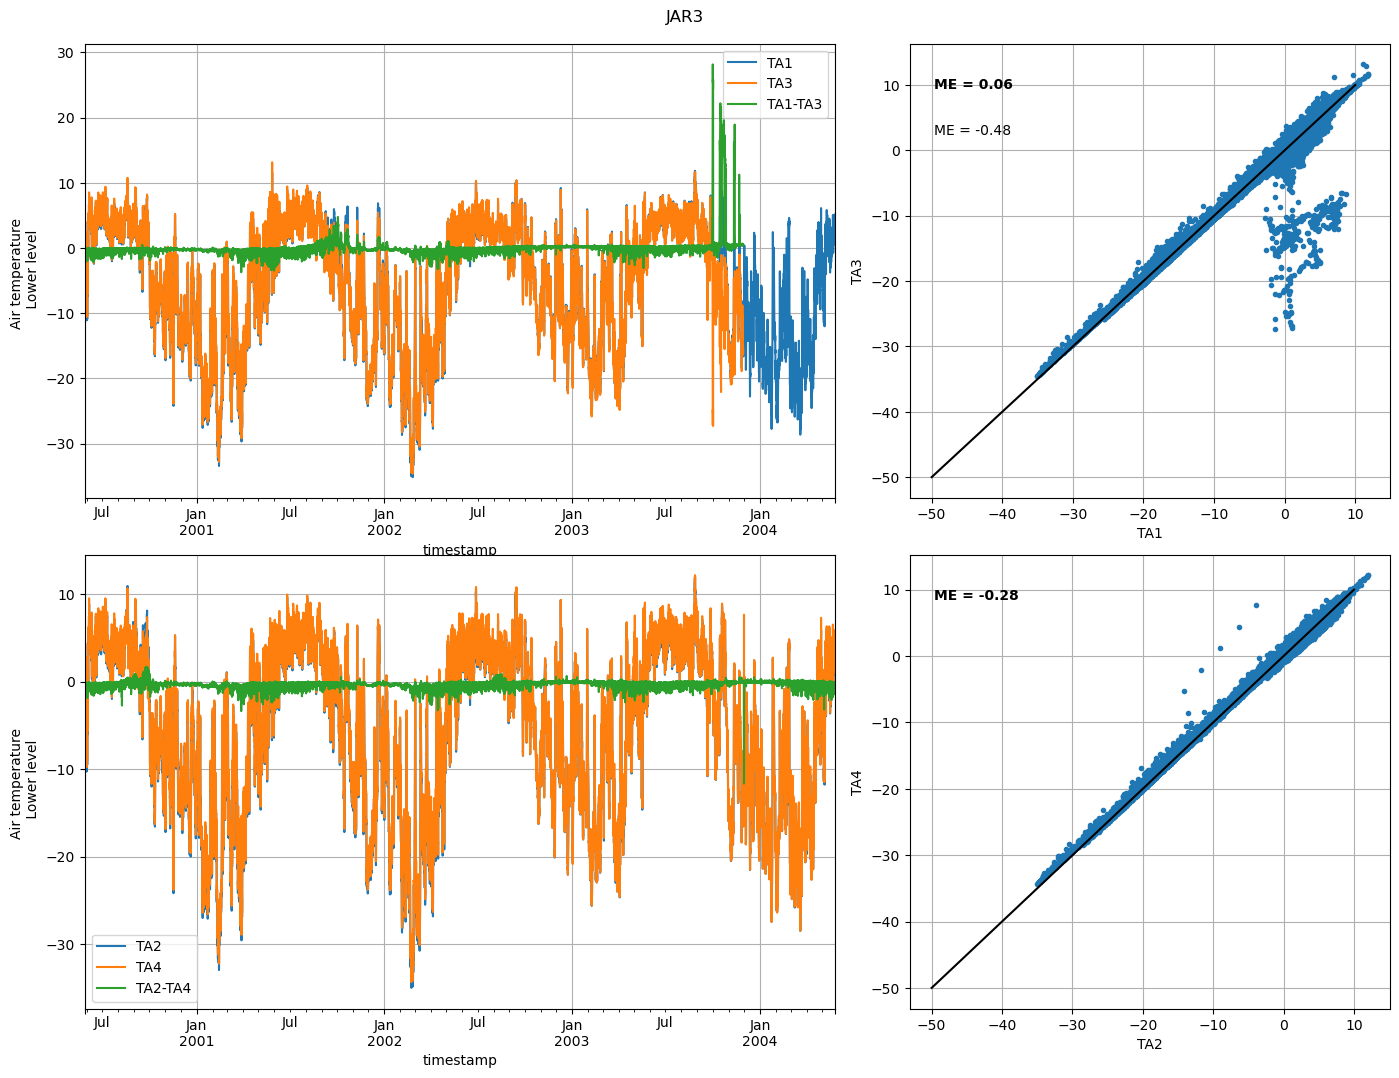 JAR3
30
20
10
0
−10
−20
−30
Air temperature
Lower level
TA1
TA3
TA1-TA3
Jul
Jan
2001
Jul
Jan
2002
Jul
Jan
2003
Jul
Jan
2004
timestamp
ME = 0.06
ME = -0.48
10
0
−10
−20
−30
−40
−50
TA3
−50
−40
−30
−20
−10
0
10
TA1
10
0
−10
−20
−30
Air temperature
Lower level
TA2
TA4
TA2-TA4
Jul
Jan
2001
Jul
Jan
2002
Jul
Jan
2003
Jul
Jan
2004
timestamp
ME = -0.28
10
0
−10
−20
−30
−40
−50
TA4
−50
−40
−30
−20
−10
0
10
TA2